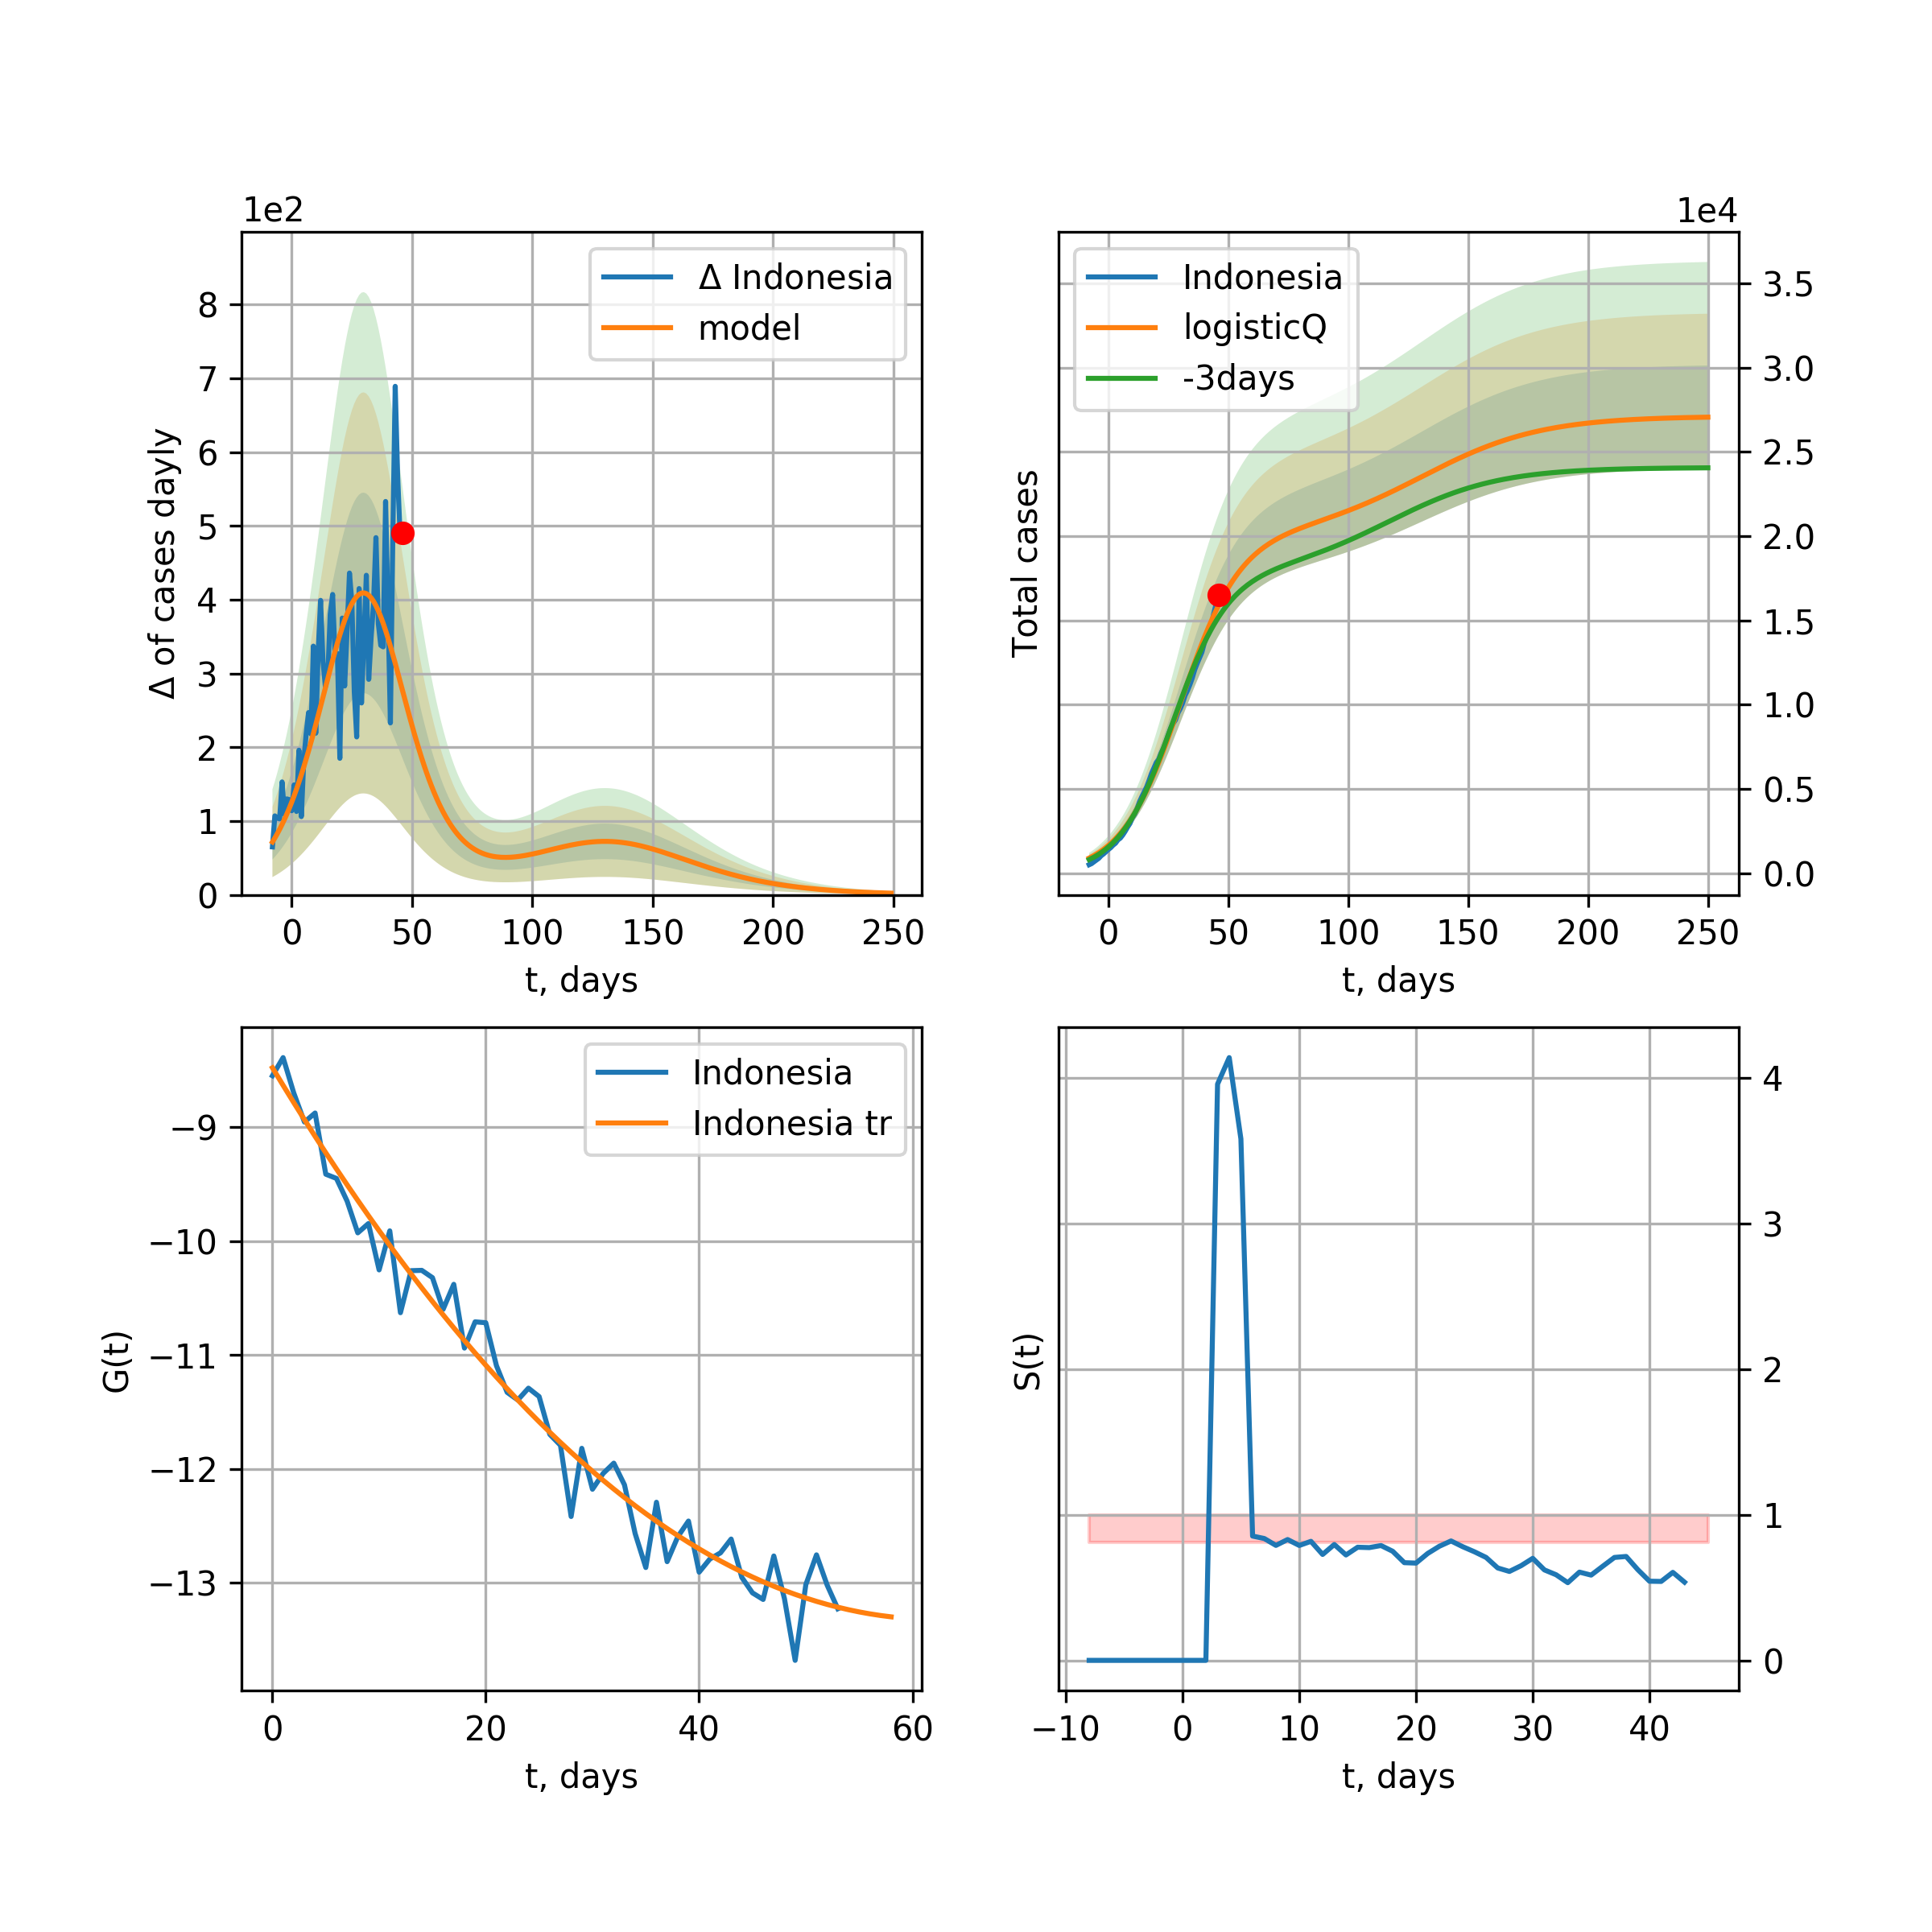 1e2
Δ Indonesia
model
8
7
6
5
4
3
2
1
0
Δ of cases dayly
0 50 100 150 200 250
t, days
1e4
Indonesia
logisticQ
-3days
3.5
3.0
2.5
2.0
1.5
1.0
0.5
0.0
Total cases
0 50 100 150 200 250
t, days
Indonesia
Indonesia tr
−9
−10
−11
−12
−13
G(t)
0 20 40 60
t, days
4
3
2
1
0
S(t)
−10 0 10 20 30 40
t, days